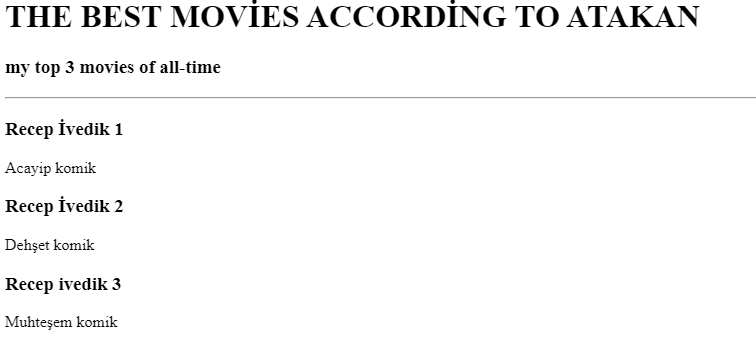 THE BEST MOVİES ACCORDİNG TO ATAKAN
my top 3 movies of all-time
Recep İvedik 1
Acayip komik
Recep İvedik 2
Dehşet komik
Recep ivedik 3
Muhteşem komik